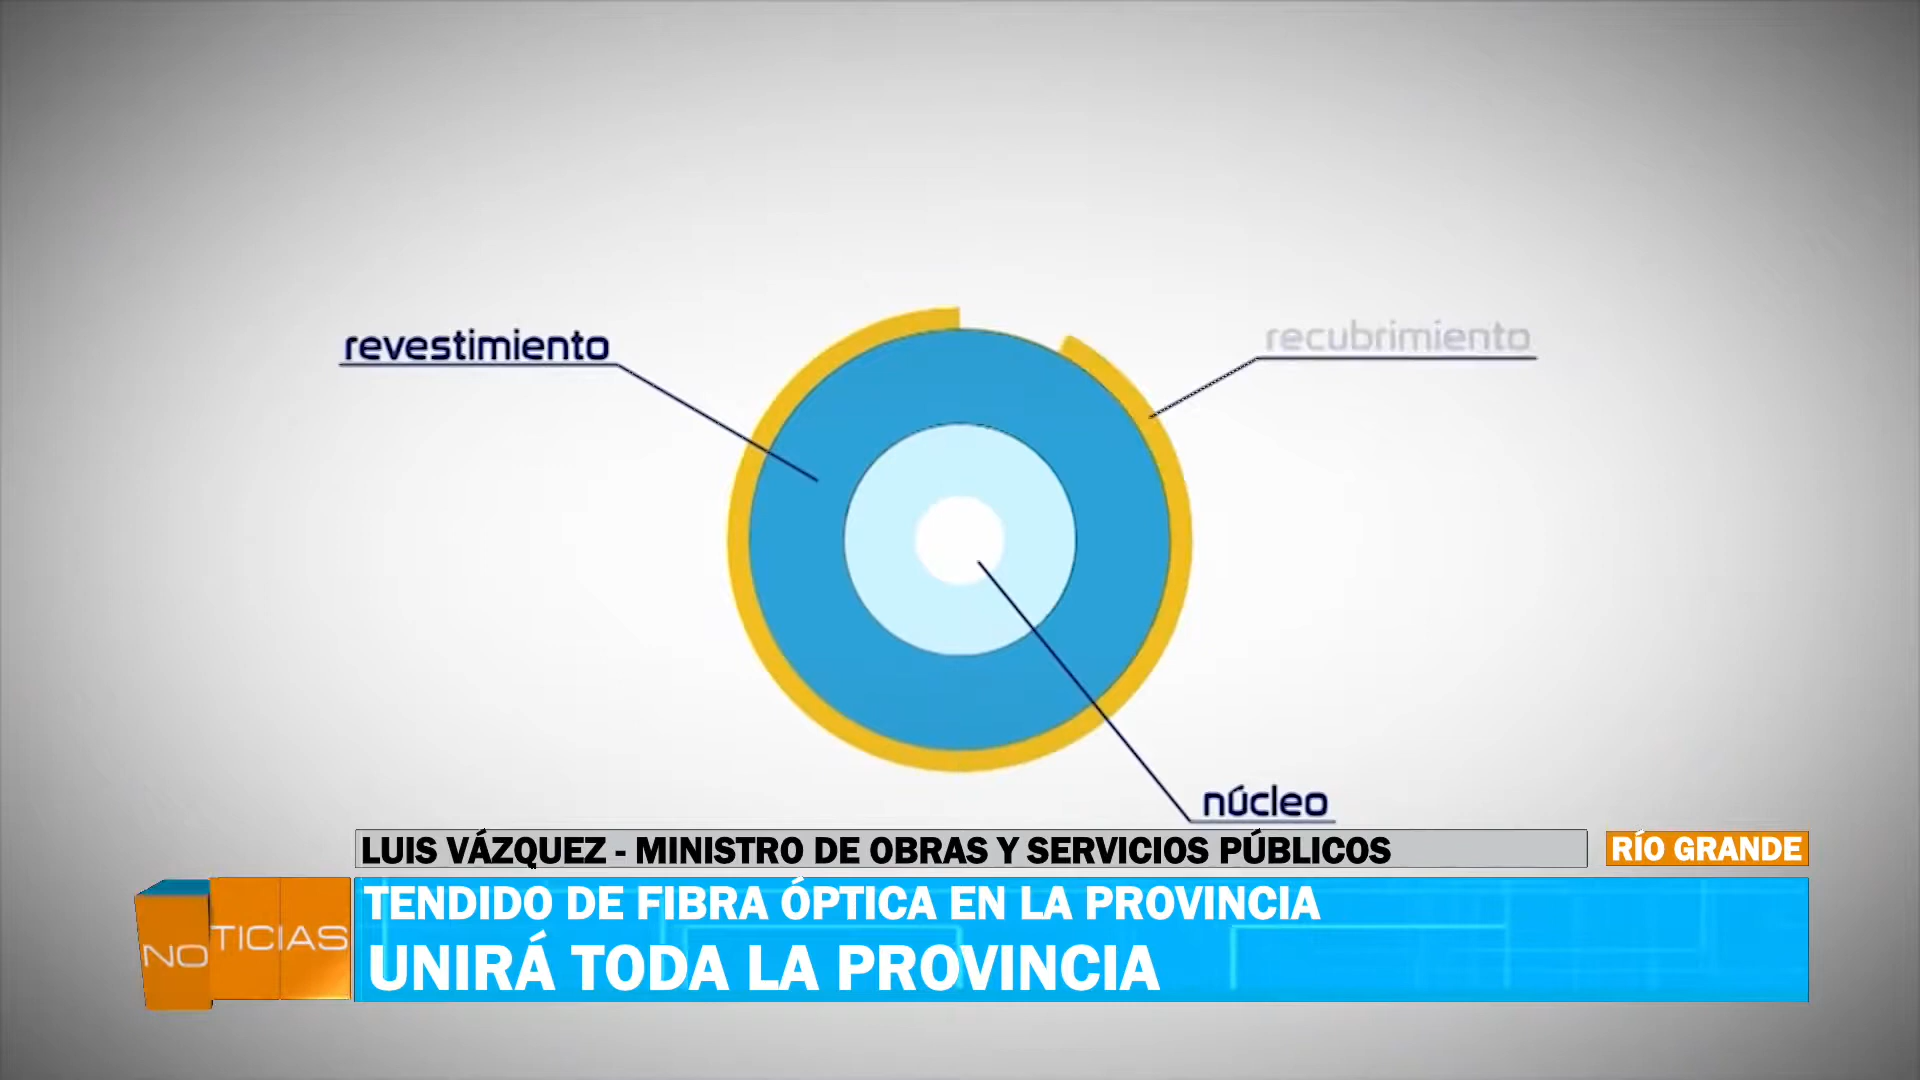 revestimiento
recubrimiento
núcleo
LUIS VÁZQUEZ - MINISTRO DE OBRAS Y SERVICIOS PÚBLICOS
RÍO GRANDE
NOTICIAS
TENDIDO DE FIBRA ÓPTICA EN LA PROVINCIA
UNIRÁ TODA LA PROVINCIA